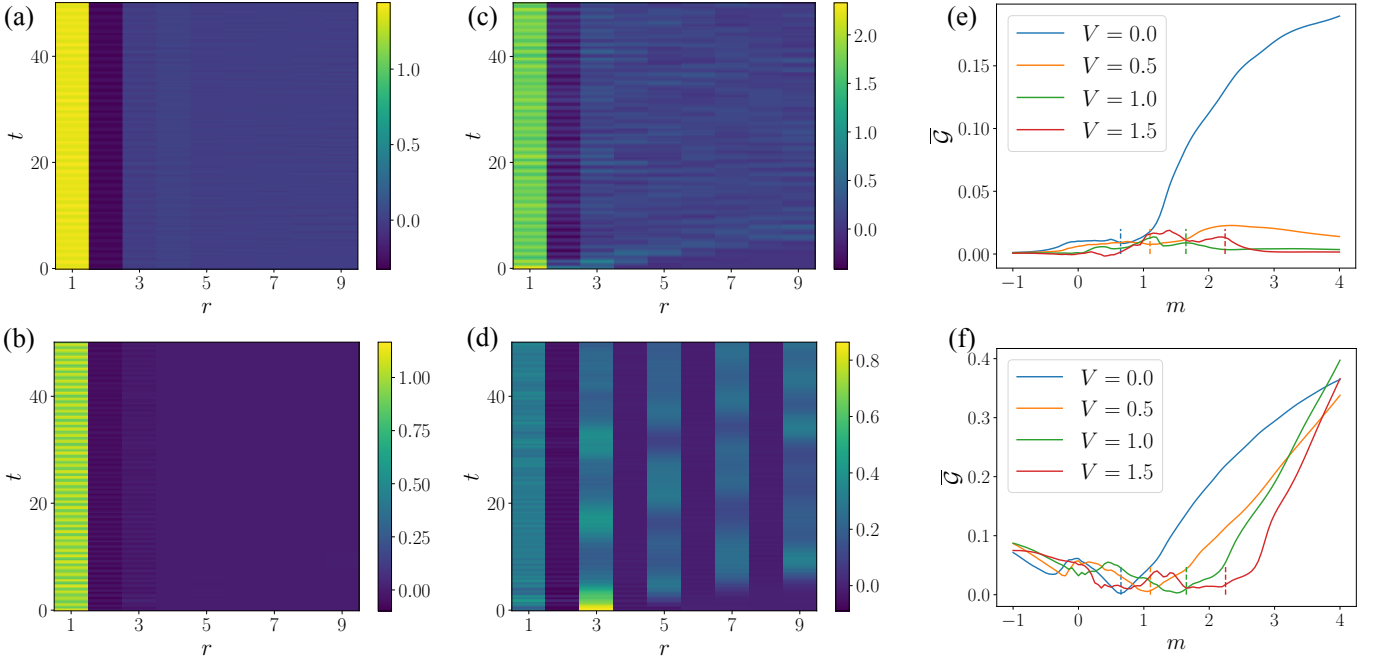 (a)
40
20
0
t
1 3 5 7 9
r
1.0
0.0
(c)
40
20
0
t
1 3 5 7 9
r
2.0
1.5
1.0
0.5
0.0
(e)
V = 0.0
V = 0.5
V = 1.0
V = 1.5
0.15
0.10
0.05
0.00
𝒢̅
−1 0 1 2 3 4
m
(b)
40
20
0
t
1 3 5 7 9
r
1.00
0.75
0.50
0.25
0.00
(d)
40
20
0
t
1 3 5 7 9
r
0.8
0.6
0.4
0.2
0.0
(f)
V = 0.0
V = 0.5
V = 1.0
V = 1.5
0.4
0.3
0.2
0.1
0.0
𝒢̅
−1 0 1 2 3 4
m